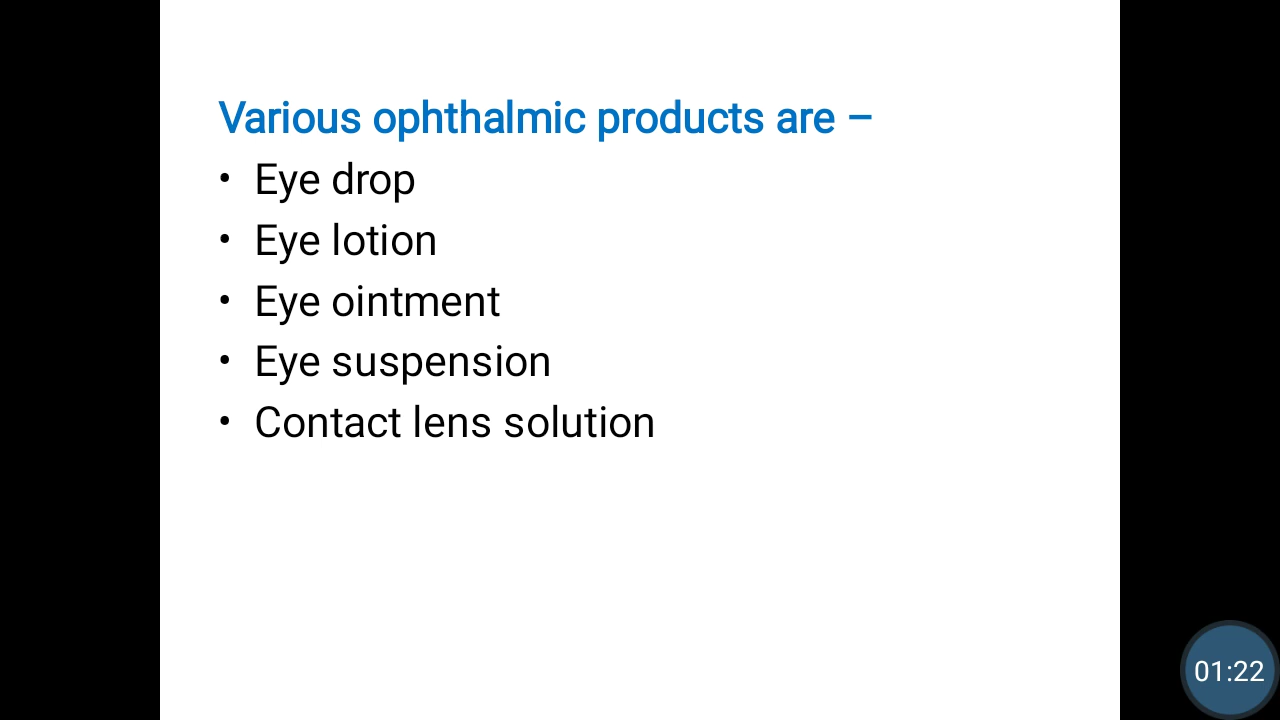 Various ophthalmic products are –
• Eye drop
• Eye lotion
• Eye ointment
• Eye suspension
• Contact lens solution
01:22